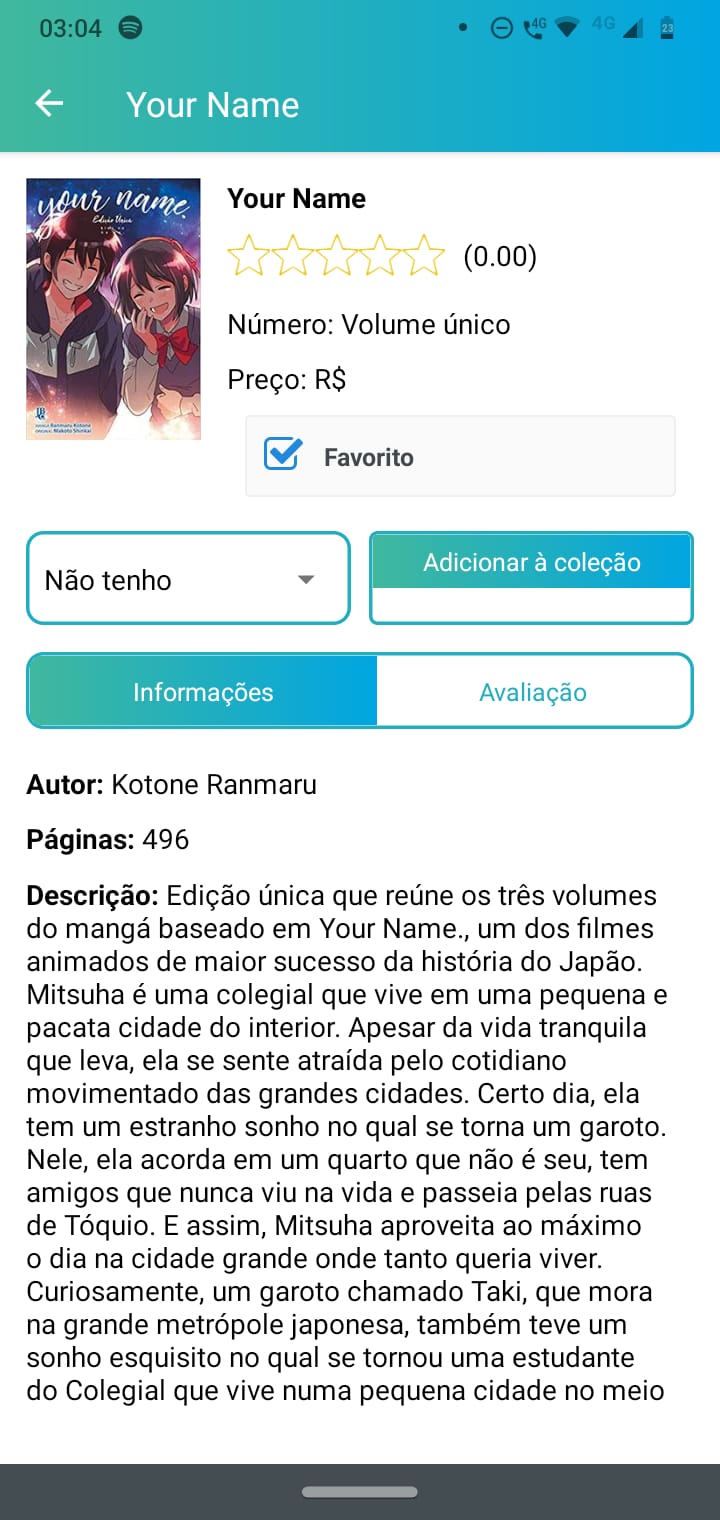 03:04
4G
4G
23
Your Name
your name.
Your Name
(0.00)
Número: Volume único
Preço: R$
Favorito
Mangá Ranmaru Kotone
Original Makoto Shinkai
Não tenho
Adicionar à coleção
Informações
Avaliação
Autor: Kotone Ranmaru
Páginas: 496
Descrição: Edição única que reúne os três volumes
do mangá baseado em Your Name., um dos filmes
animados de maior sucesso da história do Japão.
Mitsuha é uma colegial que vive em uma pequena e
pacata cidade do interior. Apesar da vida tranquila
que leva, ela se sente atraída pelo cotidiano
movimentado das grandes cidades. Certo dia, ela
tem um estranho sonho no qual se torna um garoto.
Nele, ela acorda em um quarto que não é seu, tem
amigos que nunca viu na vida e passeia pelas ruas
de Tóquio. E assim, Mitsuha aproveita ao máximo
o dia na cidade grande onde tanto queria viver.
Curiosamente, um garoto chamado Taki, que mora
na grande metrópole japonesa, também teve um
sonho esquisito no qual se tornou uma estudante
do Colegial que vive numa pequena cidade no meio